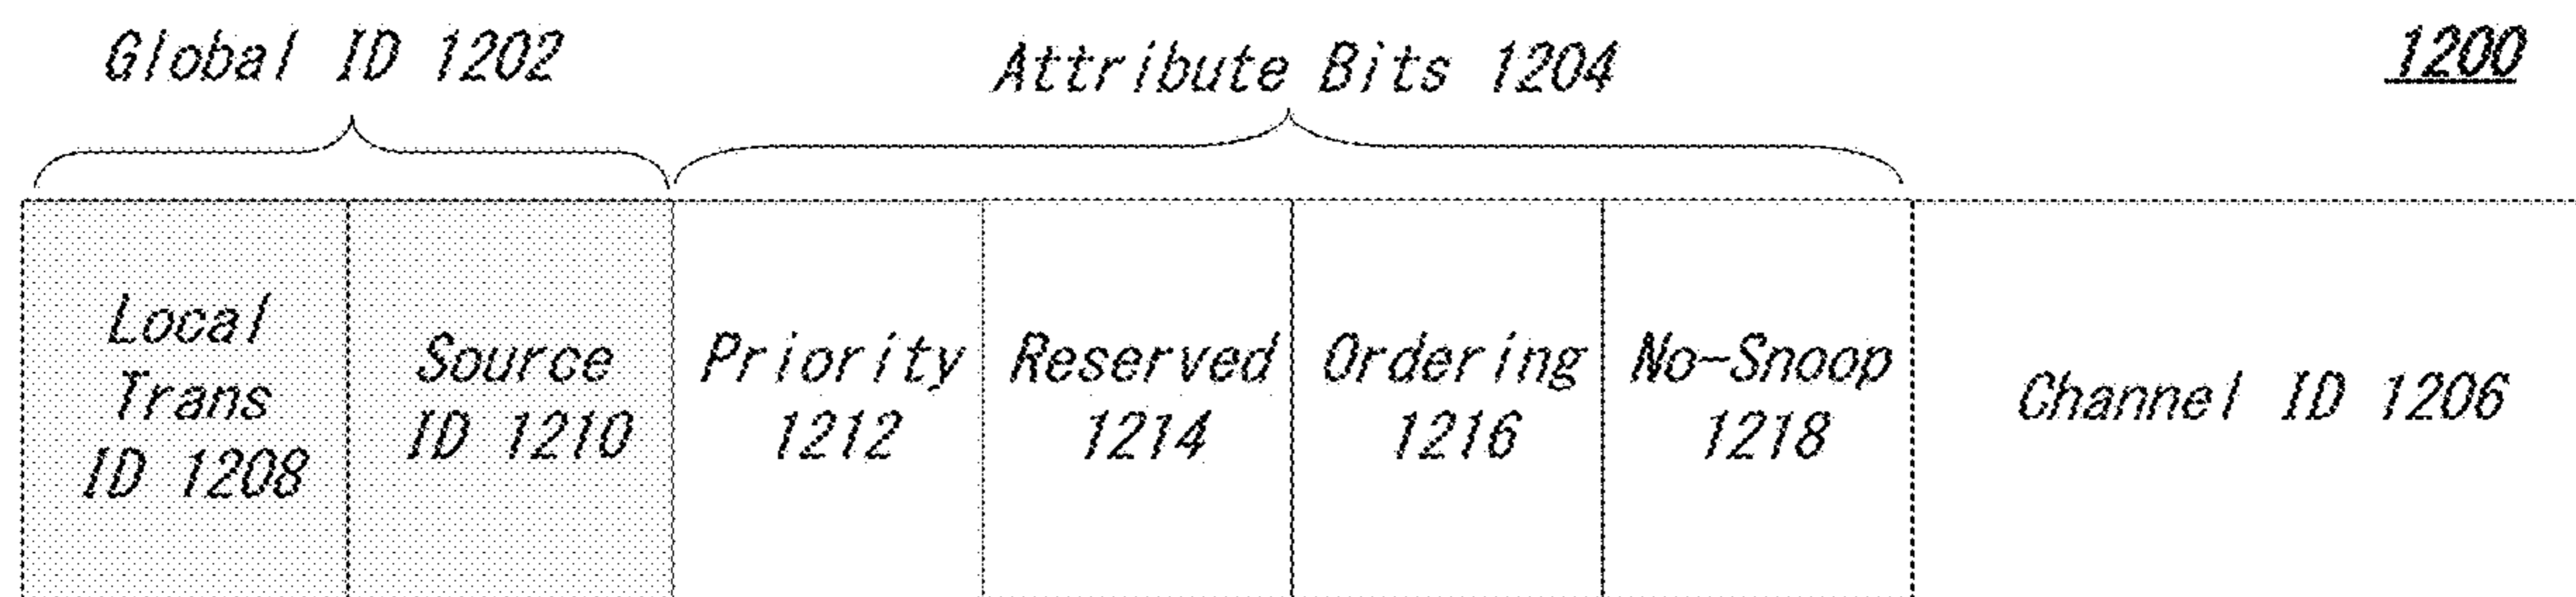 Global ID 1202
Attribute Bits 1204
1200
Local
Trans
ID 1208
Source
ID 1210
Priority
1212
Reserved
1214
Ordering
1216
No-Snoop
1218
Channel ID 1206